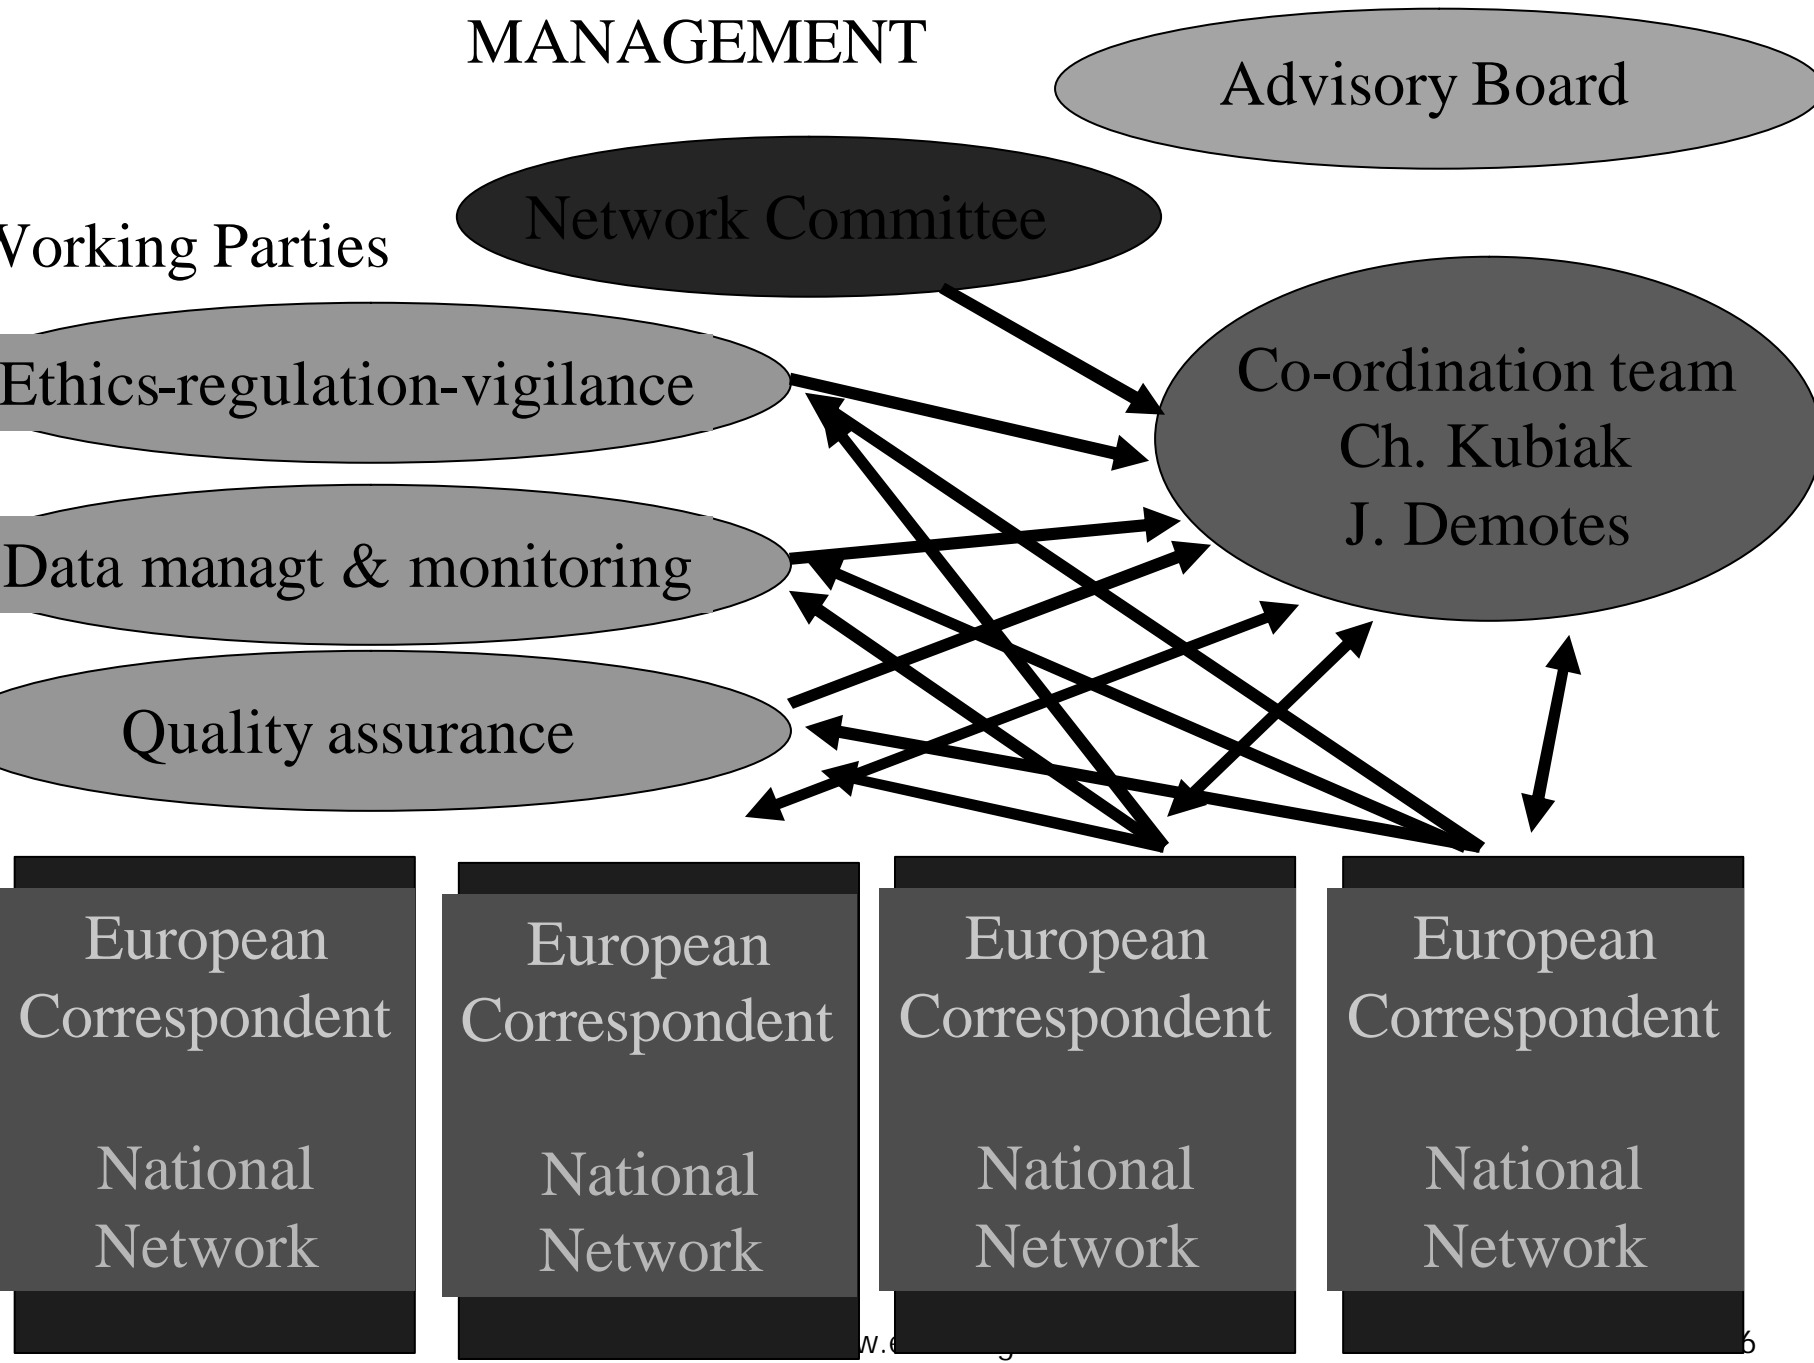 MANAGEMENT
Advisory Board
Network Committee
Working Parties
Ethics-regulation-vigilance
Co-ordination team
Ch. Kubiak
J. Demotes
Data managt & monitoring
Quality assurance
European
Correspondent
National
Network
European
Correspondent
National
Network
European
Correspondent
National
Network
European
Correspondent
National
Network